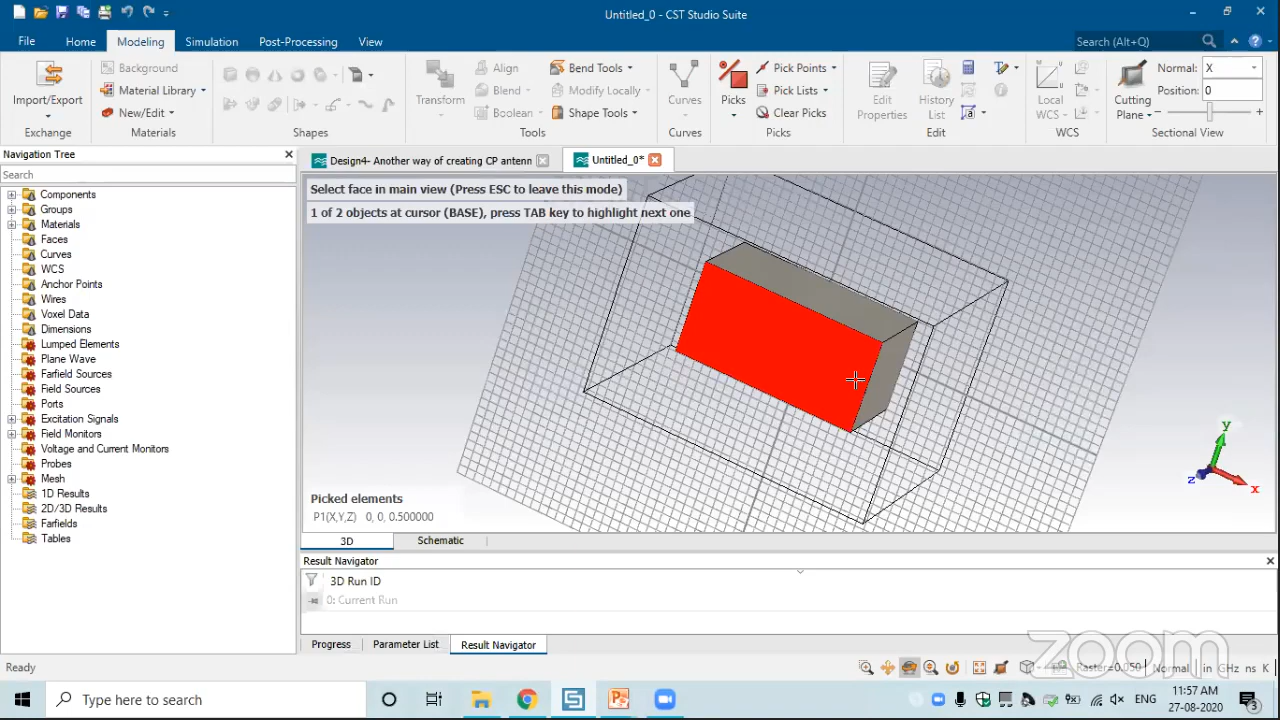 Untitled_0 - CST Studio Suite
File Home Modeling Simulation Post-Processing View Search (Alt+Q)
Import/Export
Exchange
Background
Material Library
New/Edit
Materials
Shapes
Transform
Align
Blend
Boolean
Bend Tools
Modify Locally
Shape Tools
Tools
Curves
Curves
Picks
Pick Points
Pick Lists
Clear Picks
Picks
Edit Properties
History List
Edit
Local WCS
WCS
Cutting Plane
Normal: X
Position: 0
Sectional View
Navigation Tree
Search
Components
Groups
Materials
Faces
Curves
WCS
Anchor Points
Wires
Voxel Data
Dimensions
Lumped Elements
Plane Wave
Farfield Sources
Field Sources
Ports
Excitation Signals
Field Monitors
Voltage and Current Monitors
Probes
Mesh
1D Results
2D/3D Results
Farfields
Tables
Design4- Another way of creating CP antenn
Untitled_0*
Select face in main view (Press ESC to leave this mode)
1 of 2 objects at cursor (BASE), press TAB key to highlight next one
y
z
x
Picked elements
P1(X,Y,Z) 0, 0, 0.500000
3D Schematic
Result Navigator
3D Run ID
0: Current Run
Progress Parameter List Result Navigator
zoom
Ready
Raster=0.050 Normal in GHz ns K
Type here to search
ENG
11:57 AM
27-08-2020
3